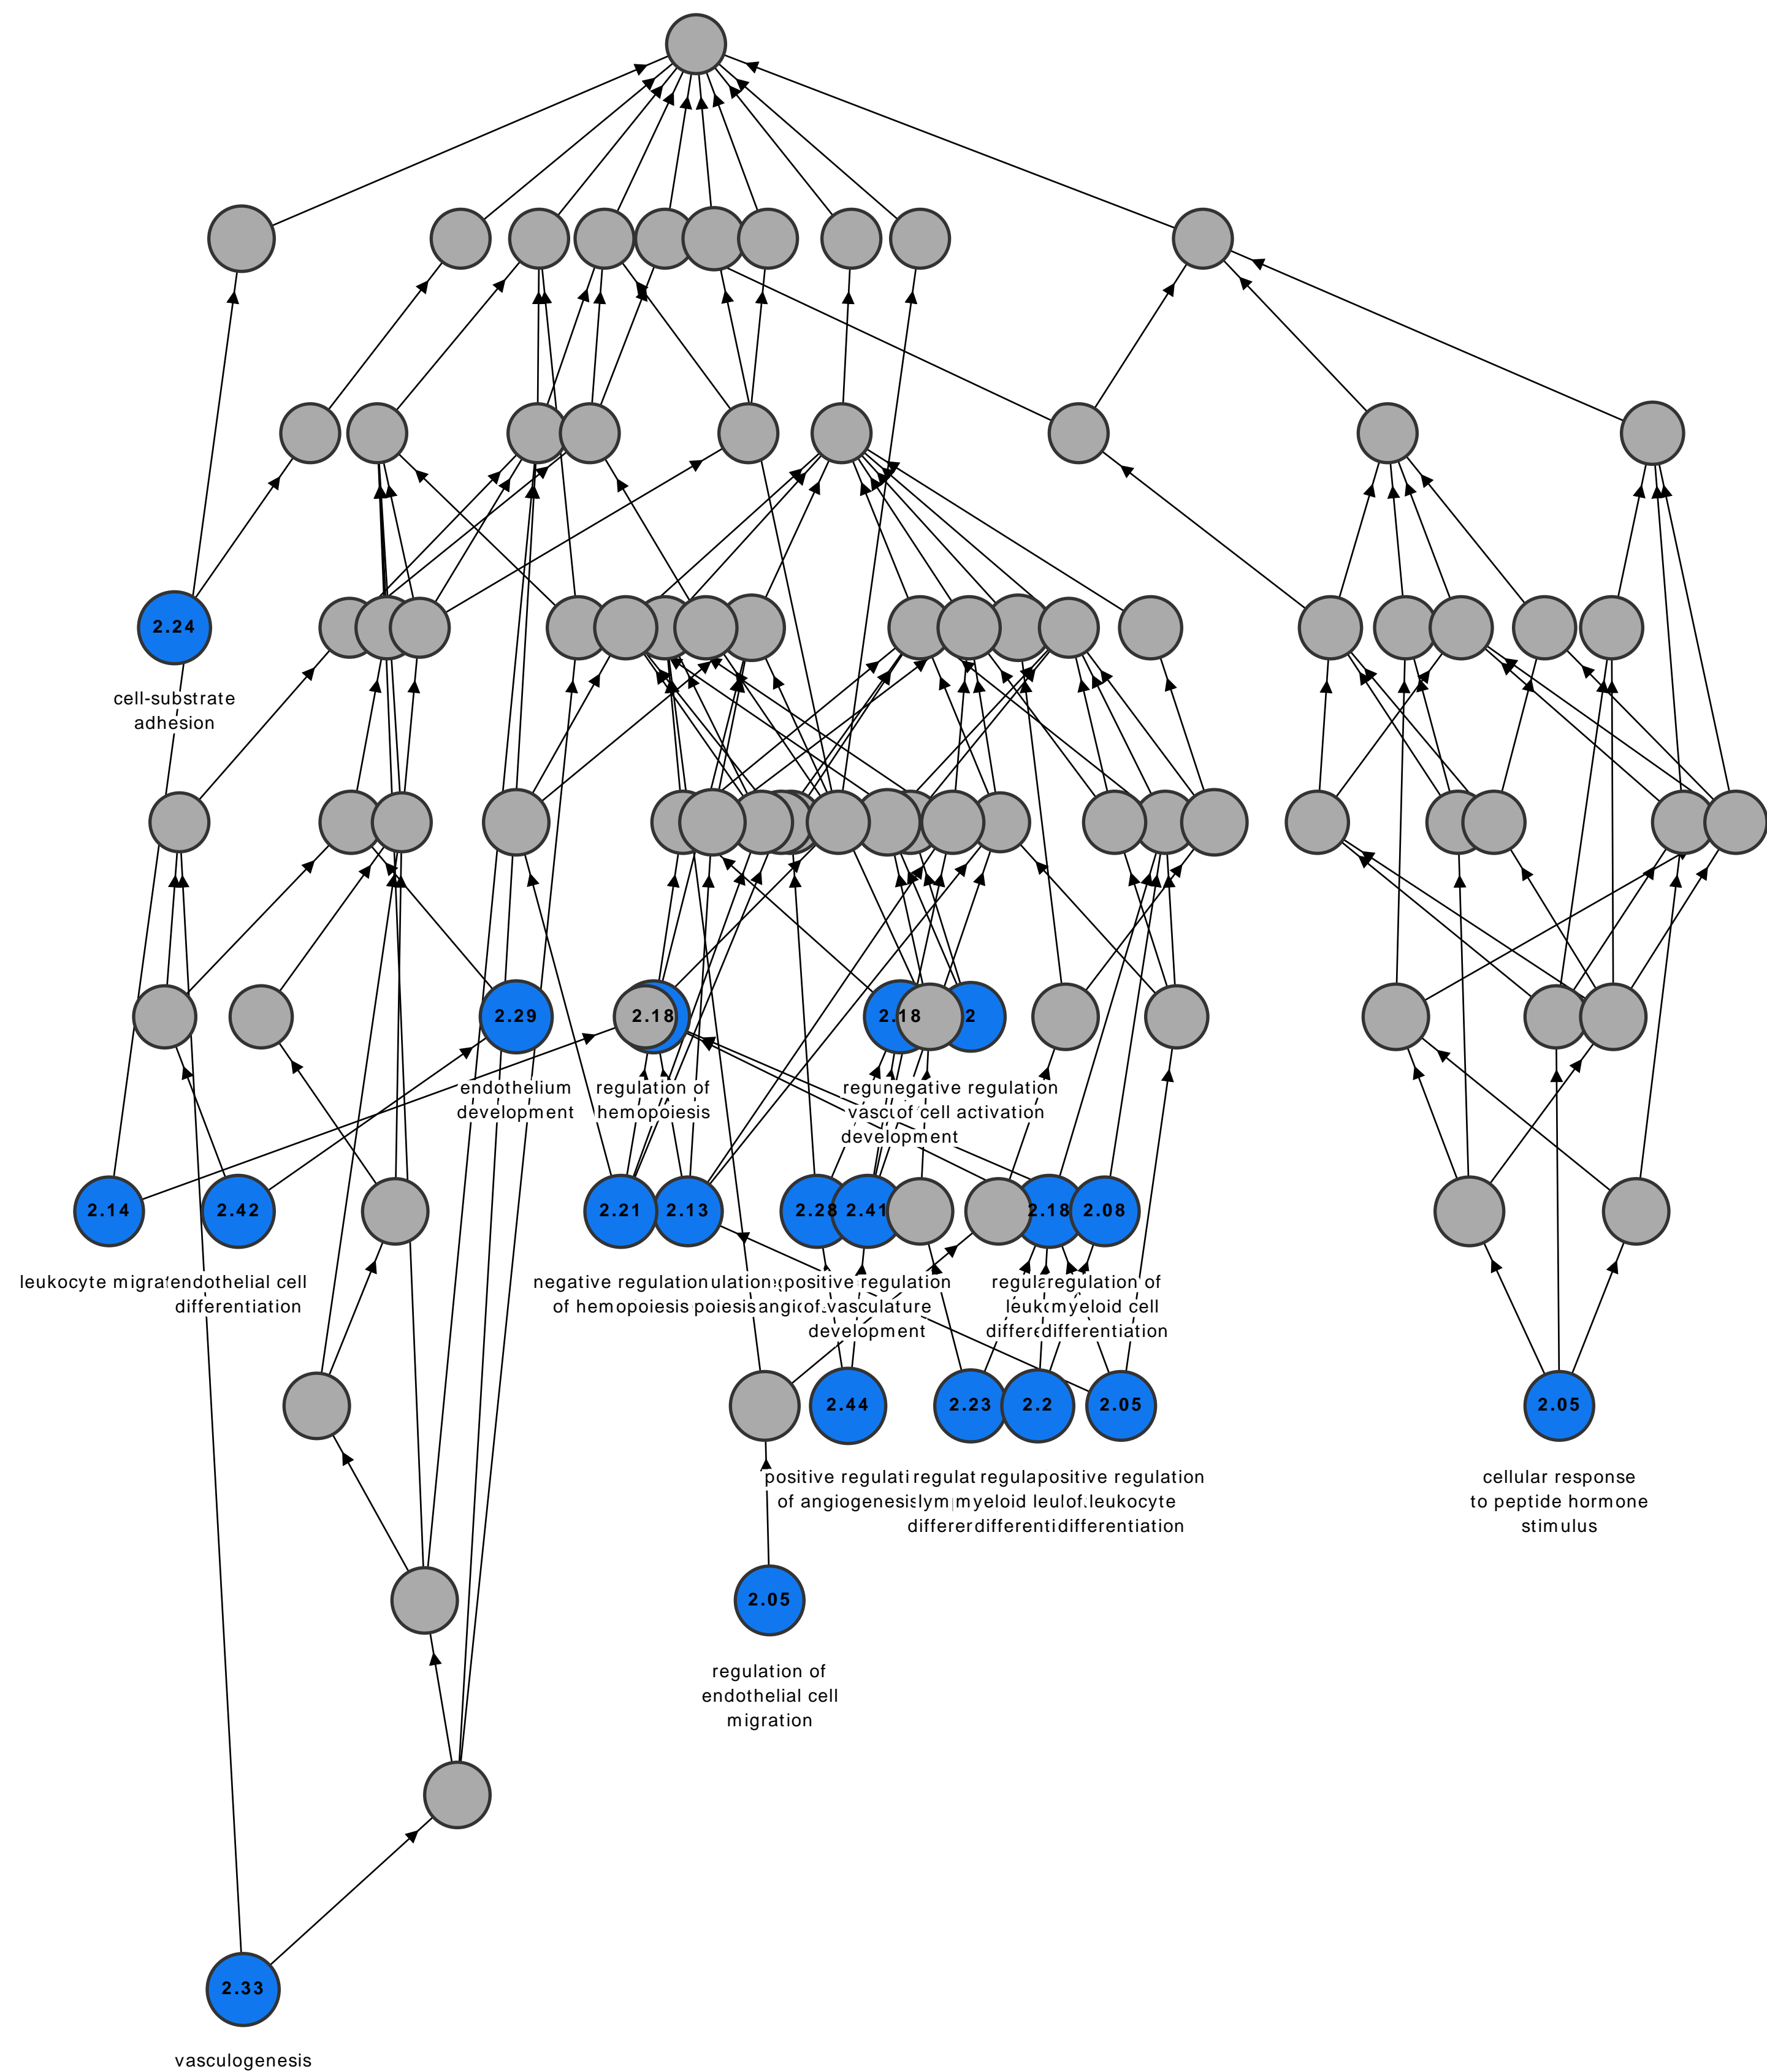 2.24
cell-substrate
adhesion
2.29
2.18
2.18
2
endothelium
development
regulation of
hemopoiesis
negative regulation
of cell activation
development
2.14
2.42
2.21
2.13
2.28
2.41
2.18
2.08
leukocyte
endothelial cell
differentiation
negative regulation
of hemopoiesis
positive regulation
of vasculature
development
regulation of
myeloid cell
differentiation
2.44
2.23
2.2
2.05
2.05
positive
of angiogenesis
positive regulation
of leukocyte
differentiation
myeloid
cellular response
to peptide hormone
stimulus
2.05
regulation of
endothelial cell
migration
2.33
vasculogenesis